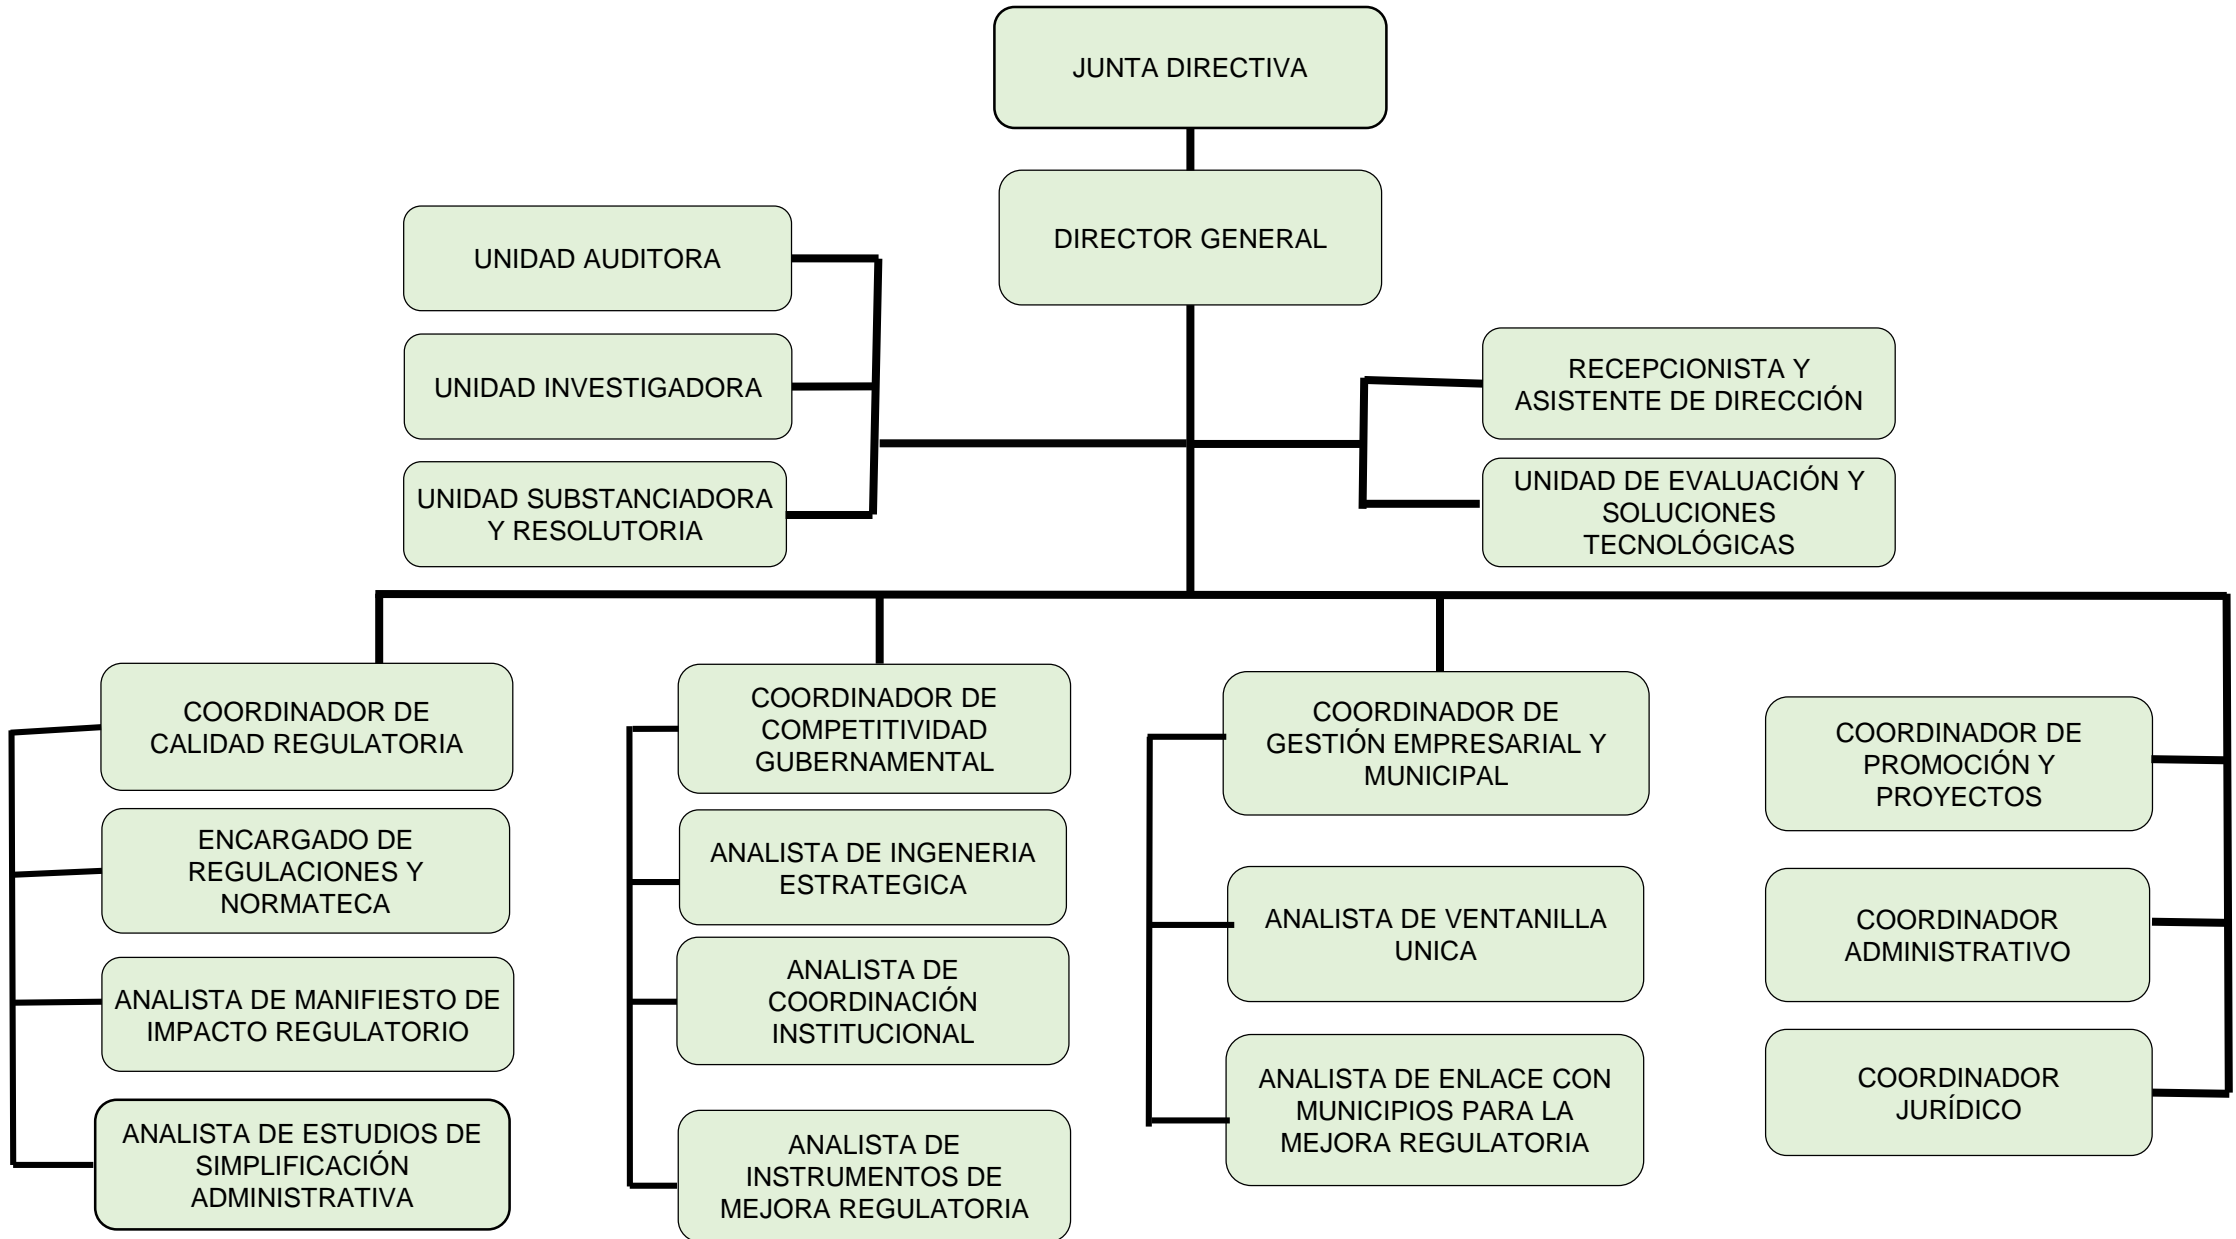 JUNTA DIRECTIVA
DIRECTOR GENERAL
UNIDAD AUDITORA
UNIDAD INVESTIGADORA
UNIDAD SUBSTANCIADORA
Y RESOLUTORIA
RECEPCIONISTA Y
ASISTENTE DE DIRECCIÓN
UNIDAD DE EVALUACIÓN Y
SOLUCIONES
TECNOLÓGICAS
COORDINADOR DE
CALIDAD REGULATORIA
ENCARGADO DE
REGULACIONES Y
NORMATECA
ANALISTA DE MANIFIESTO DE
IMPACTO REGULATORIO
ANALISTA DE ESTUDIOS DE
SIMPLIFICACIÓN
ADMINISTRATIVA
COORDINADOR DE
COMPETITIVIDAD
GUBERNAMENTAL
ANALISTA DE INGENERIA
ESTRATEGICA
ANALISTA DE
COORDINACIÓN
INSTITUCIONAL
ANALISTA DE
INSTRUMENTOS DE
MEJORA REGULATORIA
COORDINADOR DE
GESTIÓN EMPRESARIAL Y
MUNICIPAL
ANALISTA DE VENTANILLA
UNICA
ANALISTA DE ENLACE CON
MUNICIPIOS PARA LA
MEJORA REGULATORIA
COORDINADOR DE
PROMOCIÓN Y
PROYECTOS
COORDINADOR
ADMINISTRATIVO
COORDINADOR
JURÍDICO